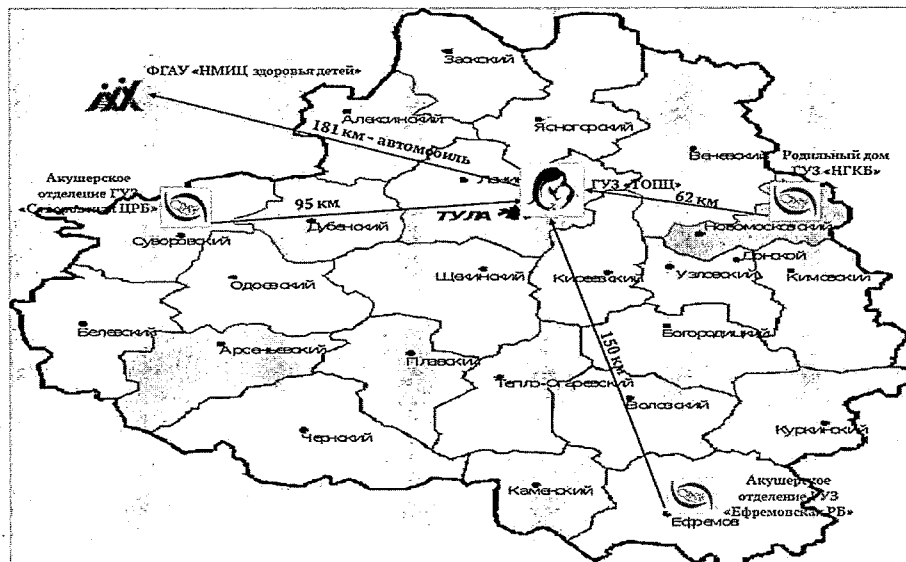 Заокский
ФГАУ «НМИЦ здоровья детей»
Алексинский
181 км - автомобиль
Ясногорский
Веневский
Родильный дом
ГУЗ «НГКБ»
Акушерское
отделение ГУЗ
«Суворовская ЦРБ»
95 км
ГУЗ «ТОПЦ»
62 км
ТУЛА
Дубенский
Суворовский
Новомосковский
Донской
Одоевский
Щекинский
Киреевский
Узловский
Кимовский
Белевский
Арсеньевский
Плавский
150 км
Богородицкий
Тепло-Огаревский
Воловский
Куркинский
Чернский
Каменский
Акушерское
отделение ГУЗ
«Ефремовская РБ»
Ефремов